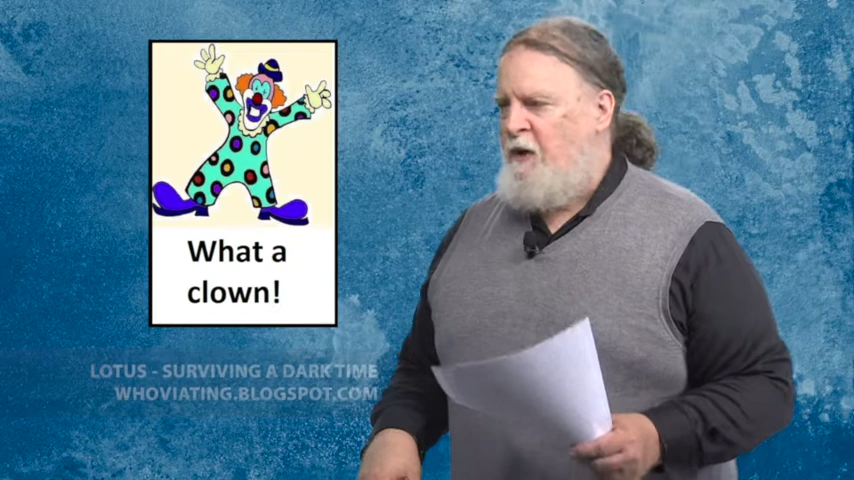 What a
clown!
LOTUS - SURVIVING A DARK TIME
WHOVIATING.BLOGSPOT.COM